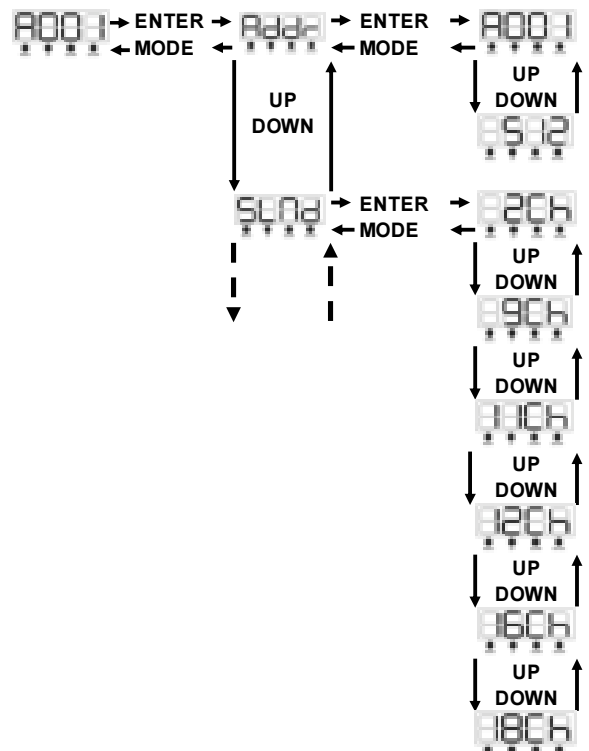 A001 ENTER Addr ENTER A001
MODE MODE
UP
DOWN
UP
DOWN
512
SLNd ENTER 2Ch
MODE
UP
DOWN
9Ch
UP
DOWN
11Ch
UP
DOWN
12Ch
UP
DOWN
16Ch
UP
DOWN
18Ch